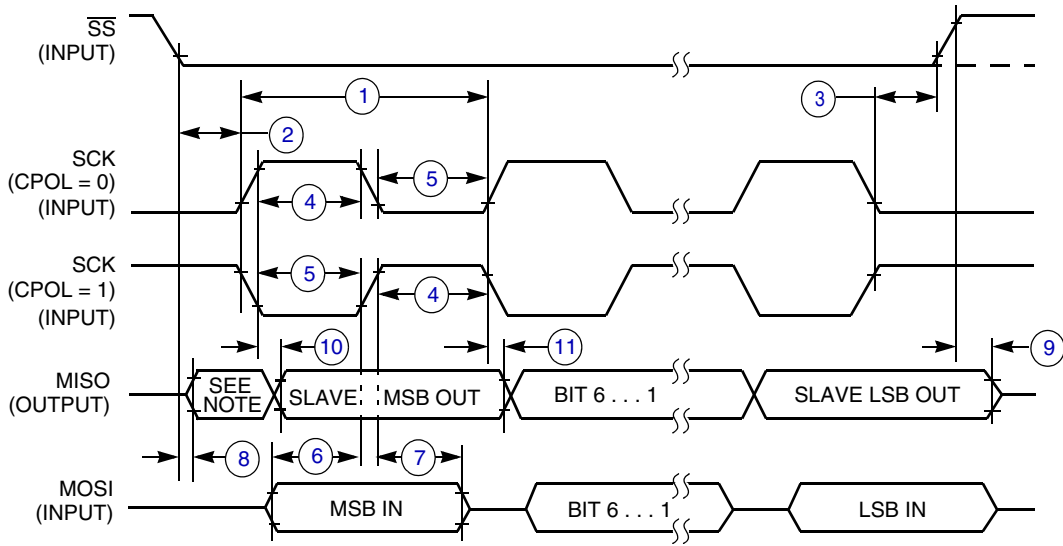 SS
(INPUT)
1
3
2
SCK
(CPOL = 0)
(INPUT)
5
4
SCK
(CPOL = 1)
(INPUT)
5
4
10
11
9
MISO
(OUTPUT)
SEE
NOTE
SLAVE
MSB OUT
BIT 6 . . . 1
SLAVE LSB OUT
8
6
7
MOSI
(INPUT)
MSB IN
BIT 6 . . . 1
LSB IN